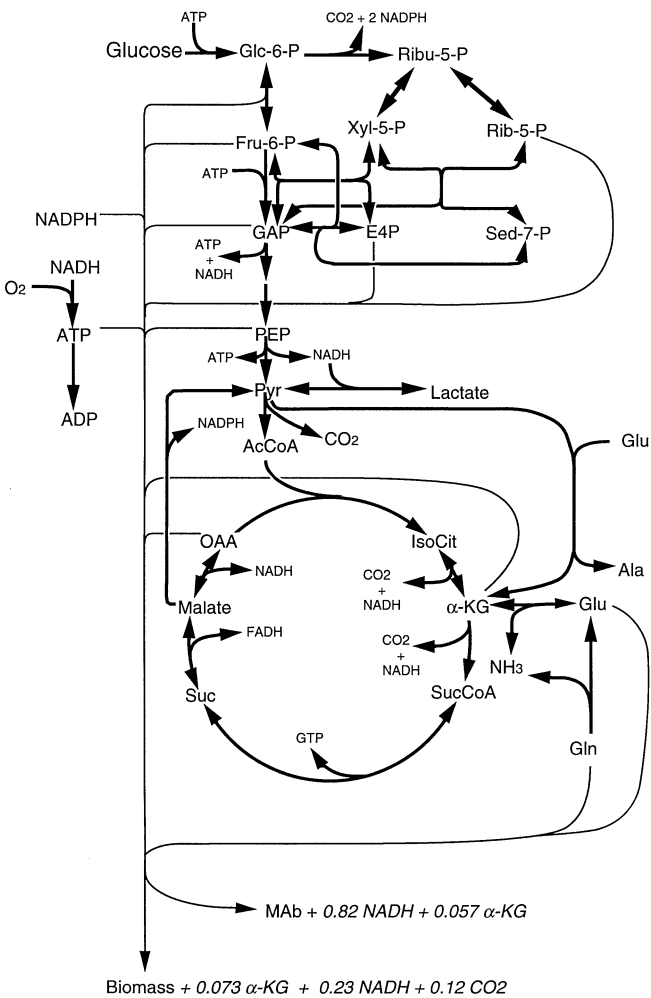 ATP
CO2 + 2 NADPH
Glucose
Glc-6-P
Ribu-5-P
Xyl-5-P
Rib-5-P
Fru-6-P
ATP
NADPH
GAP
E4P
Sed-7-P
ATP
+
NADH
NADH
O2
ATP
PEP
ATP
NADH
Pyr
Lactate
ADP
NADPH
AcCoA
CO2
Glu
OAA
IsoCit
NADH
CO2
+
NADH
Ala
Malate
α-KG
Glu
FADH
CO2
+
NADH
NH3
Suc
SucCoA
GTP
Gln
MAb + 0.82 NADH + 0.057 α-KG
Biomass + 0.073 α-KG + 0.23 NADH + 0.12 CO2